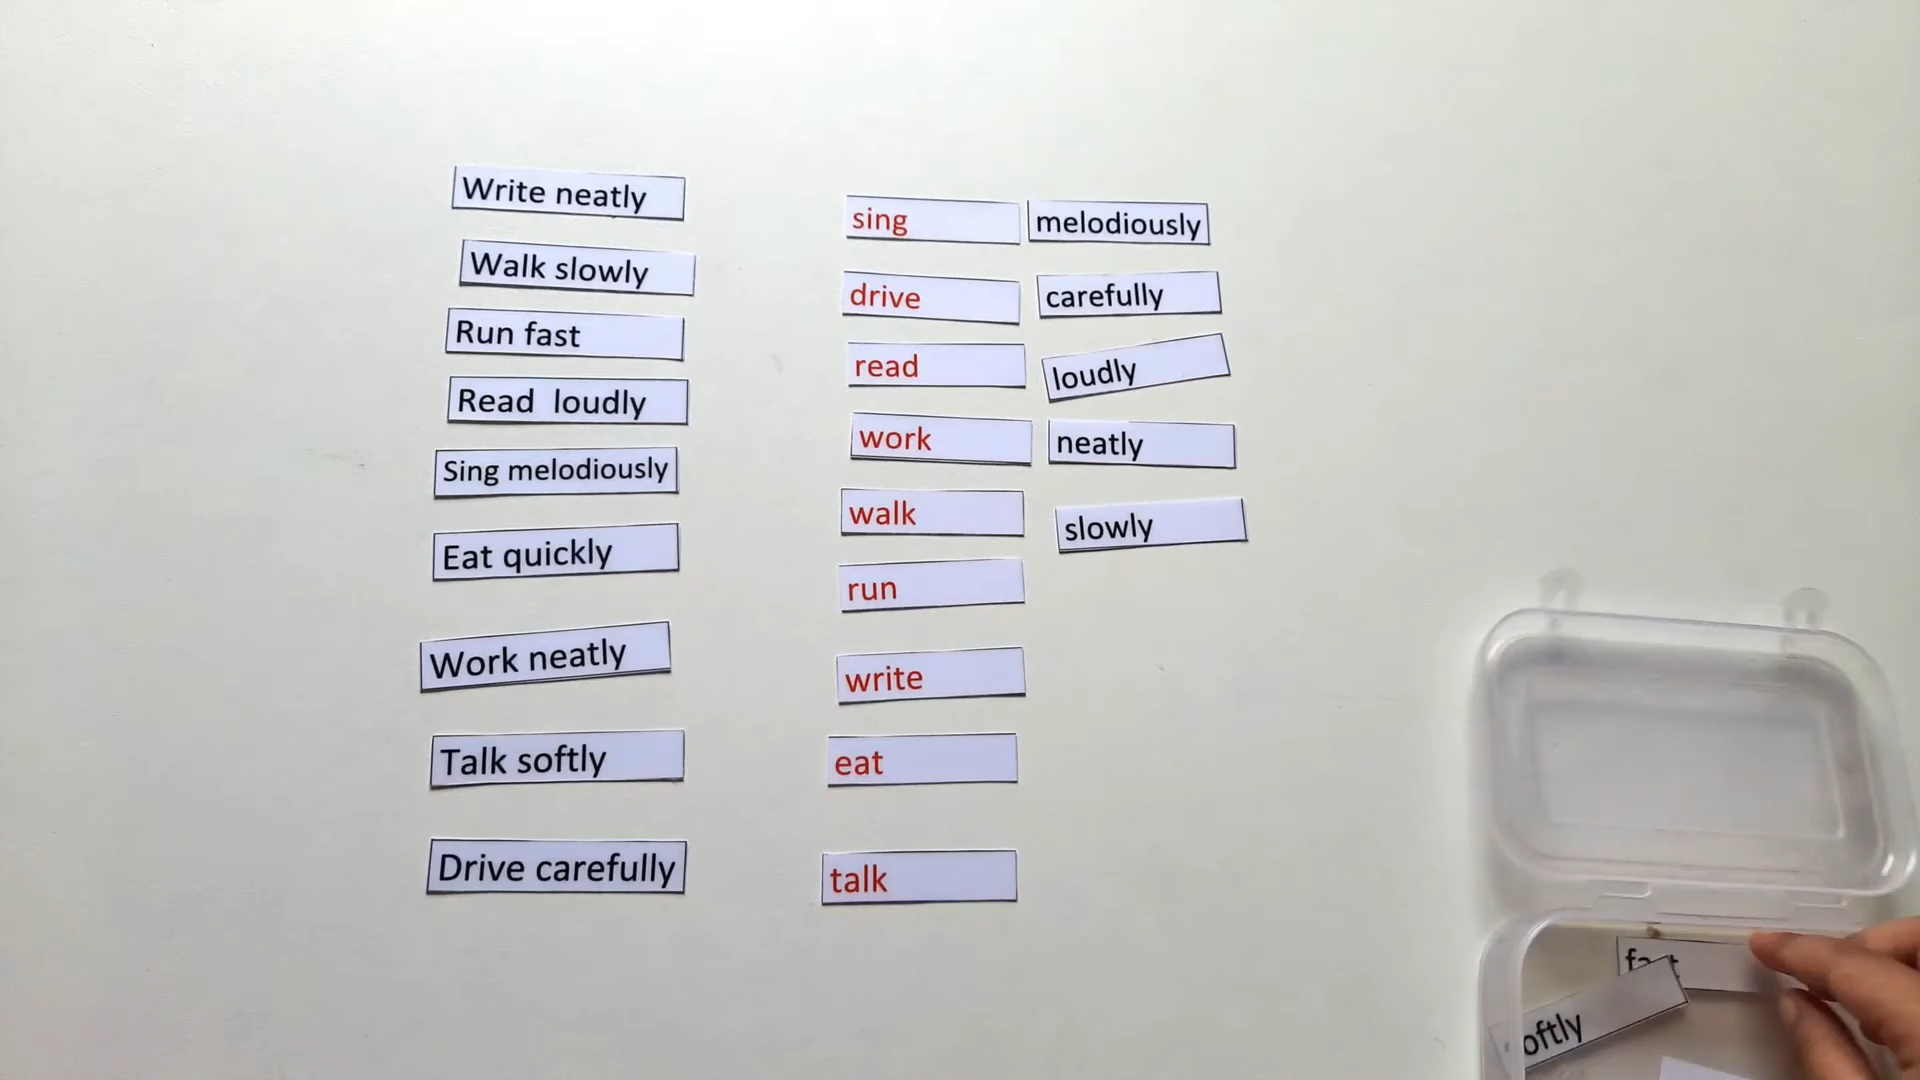 Write neatly
Walk slowly
Run fast
Read loudly
Sing melodiously
Eat quickly
Work neatly
Talk softly
Drive carefully
sing melodiously
drive carefully
read loudly
work neatly
walk slowly
run
write
eat
talk